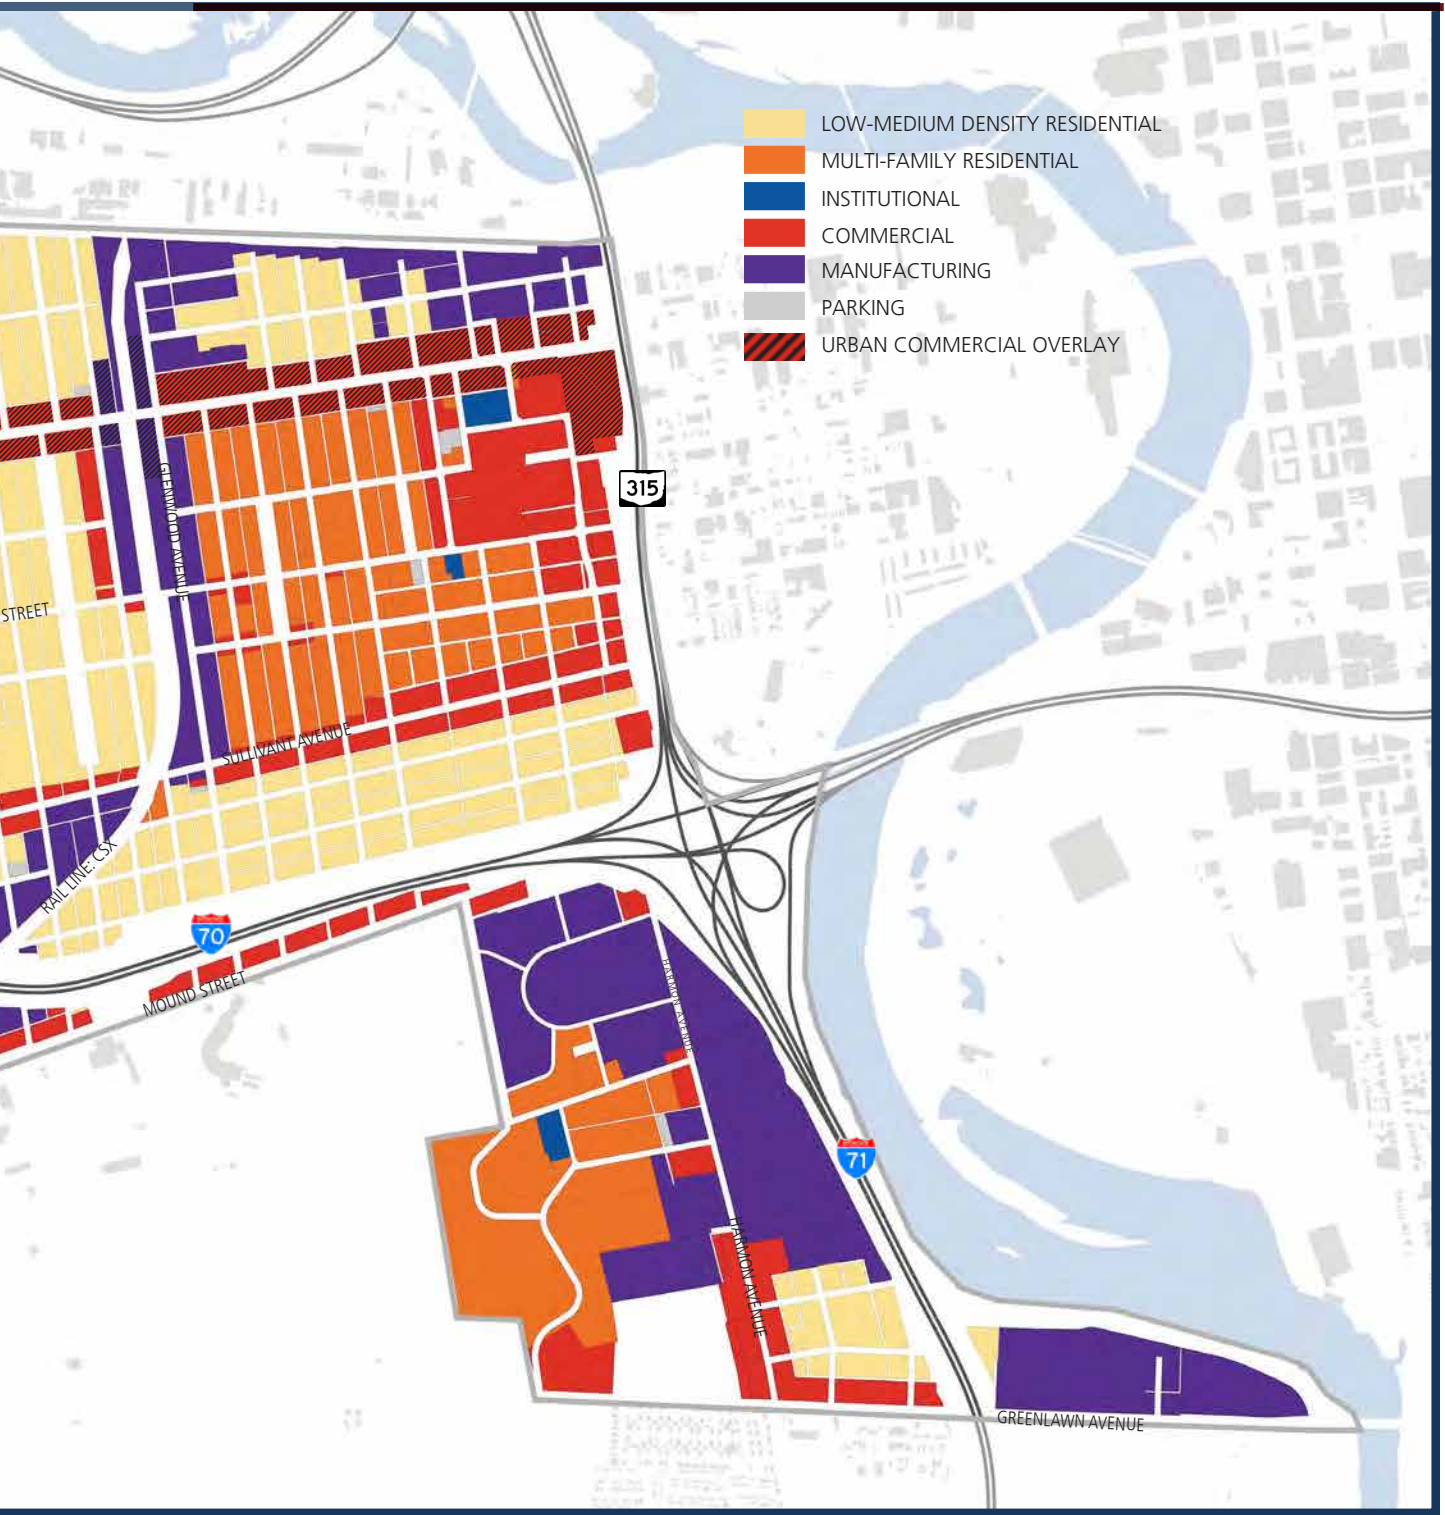 LOW-MEDIUM DENSITY RESIDENTIAL
MULTI-FAMILY RESIDENTIAL
INSTITUTIONAL
COMMERCIAL
MANUFACTURING
PARKING
URBAN COMMERCIAL OVERLAY
315
GLENWOOD AVENUE
STREET
SULLIVANT AVENUE
RAIL LINE: CSX
70
MOUND STREET
HARMON AVENUE
71
HARMON AVENUE
GREENLAWN AVENUE